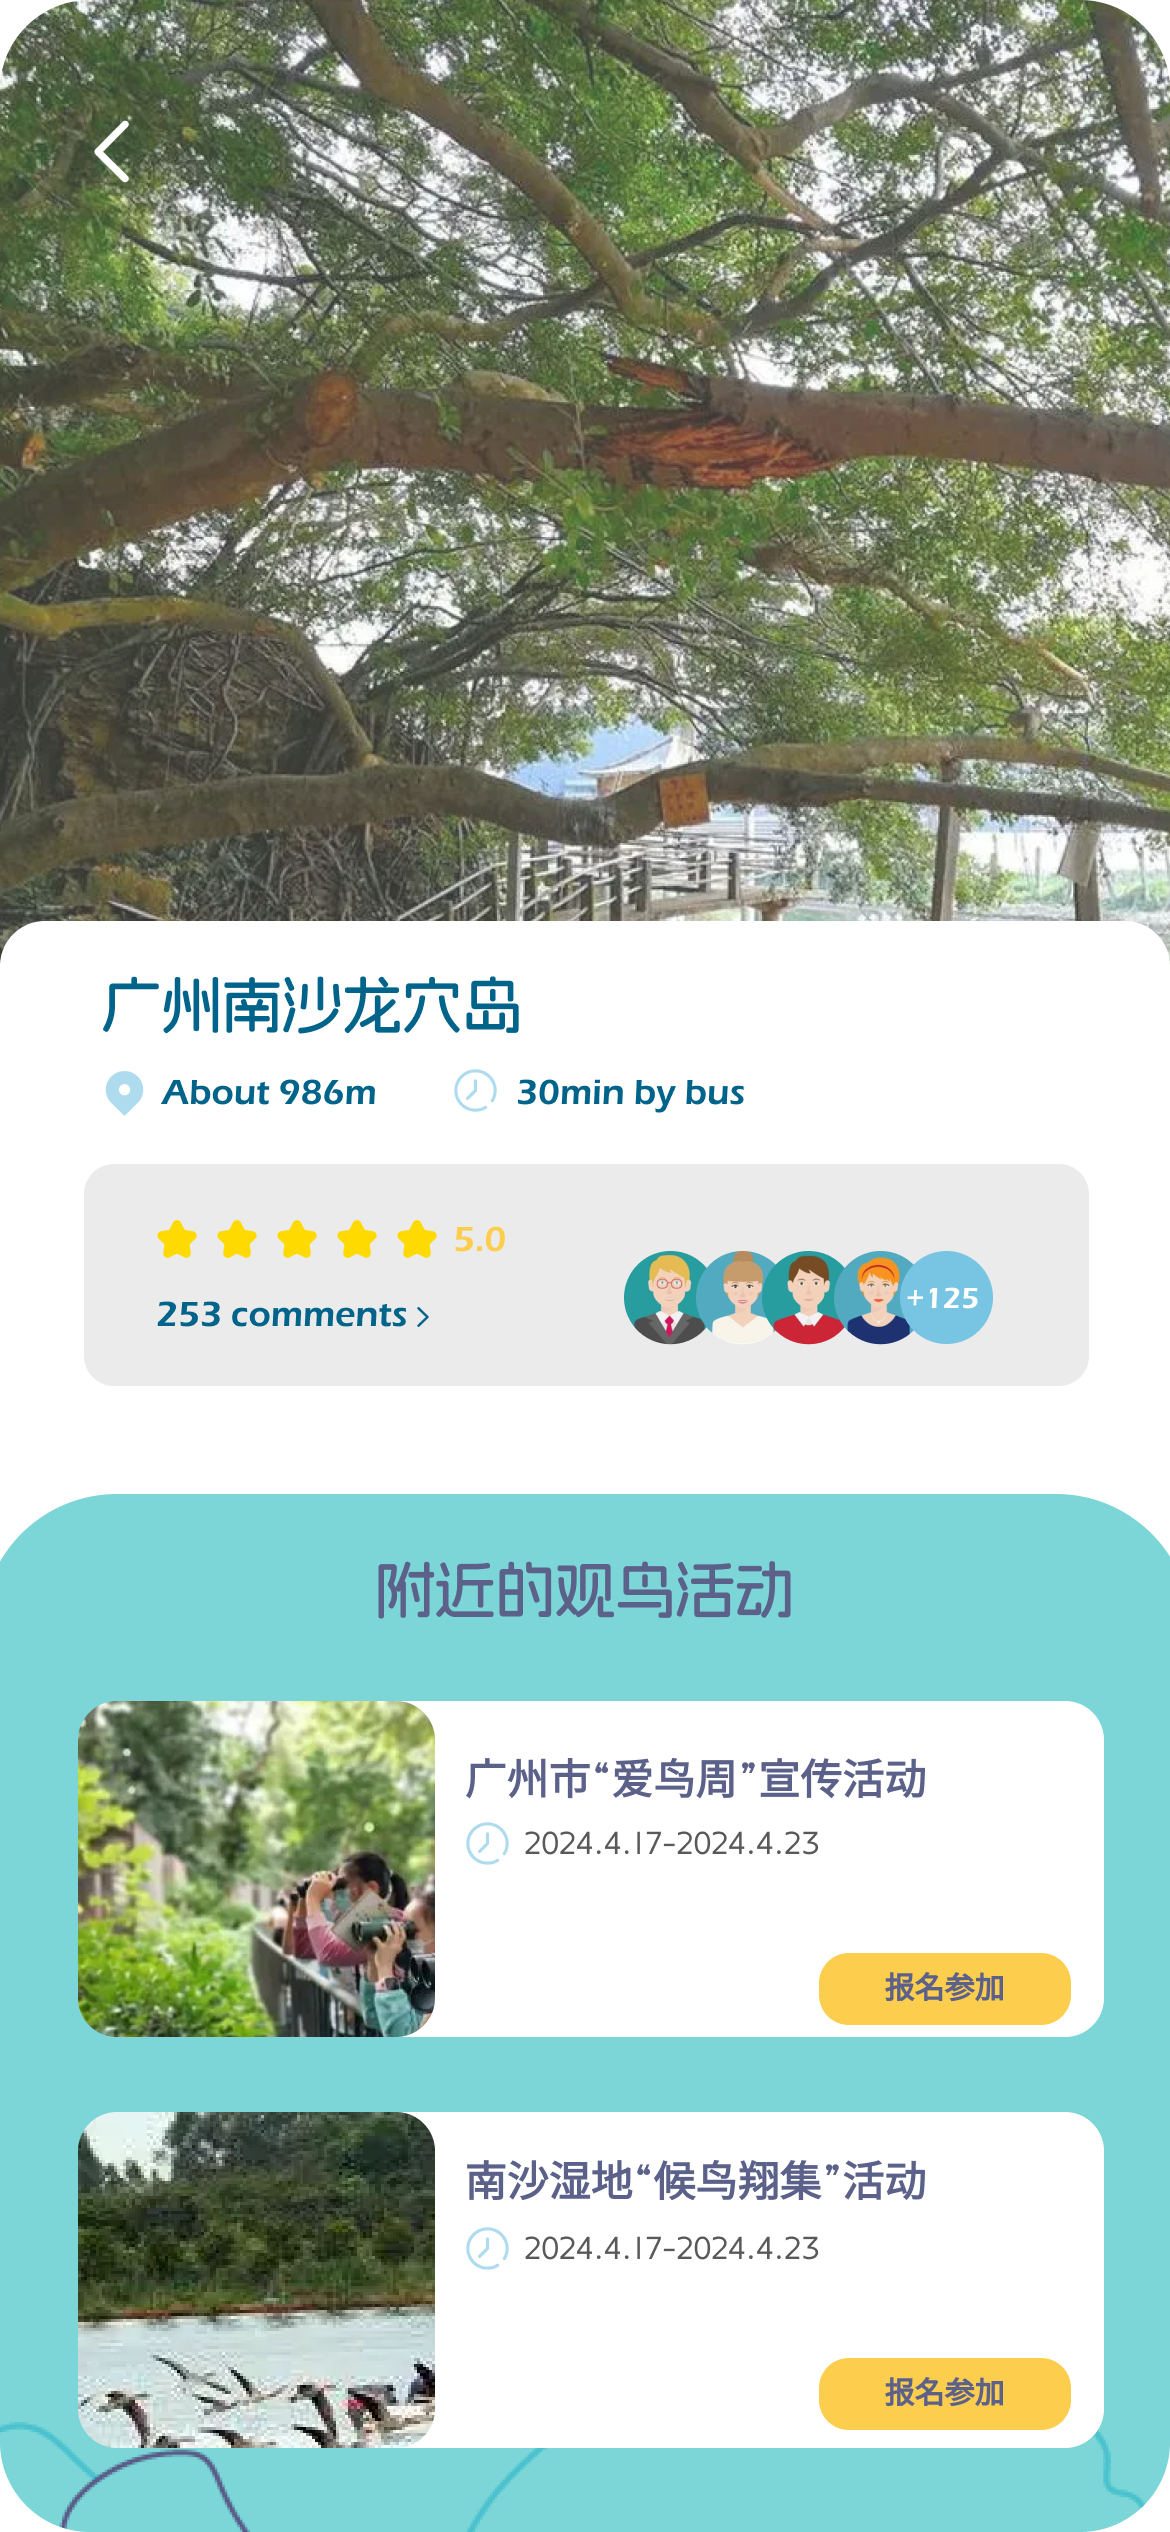 广州南沙龙穴岛
About 986m
30min by bus
5.0
253 comments
+125
附近的观鸟活动
广州市“爱鸟周”宣传活动
2024.4.17-2024.4.23
报名参加
南沙湿地“候鸟翔集”活动
2024.4.17-2024.4.23
报名参加